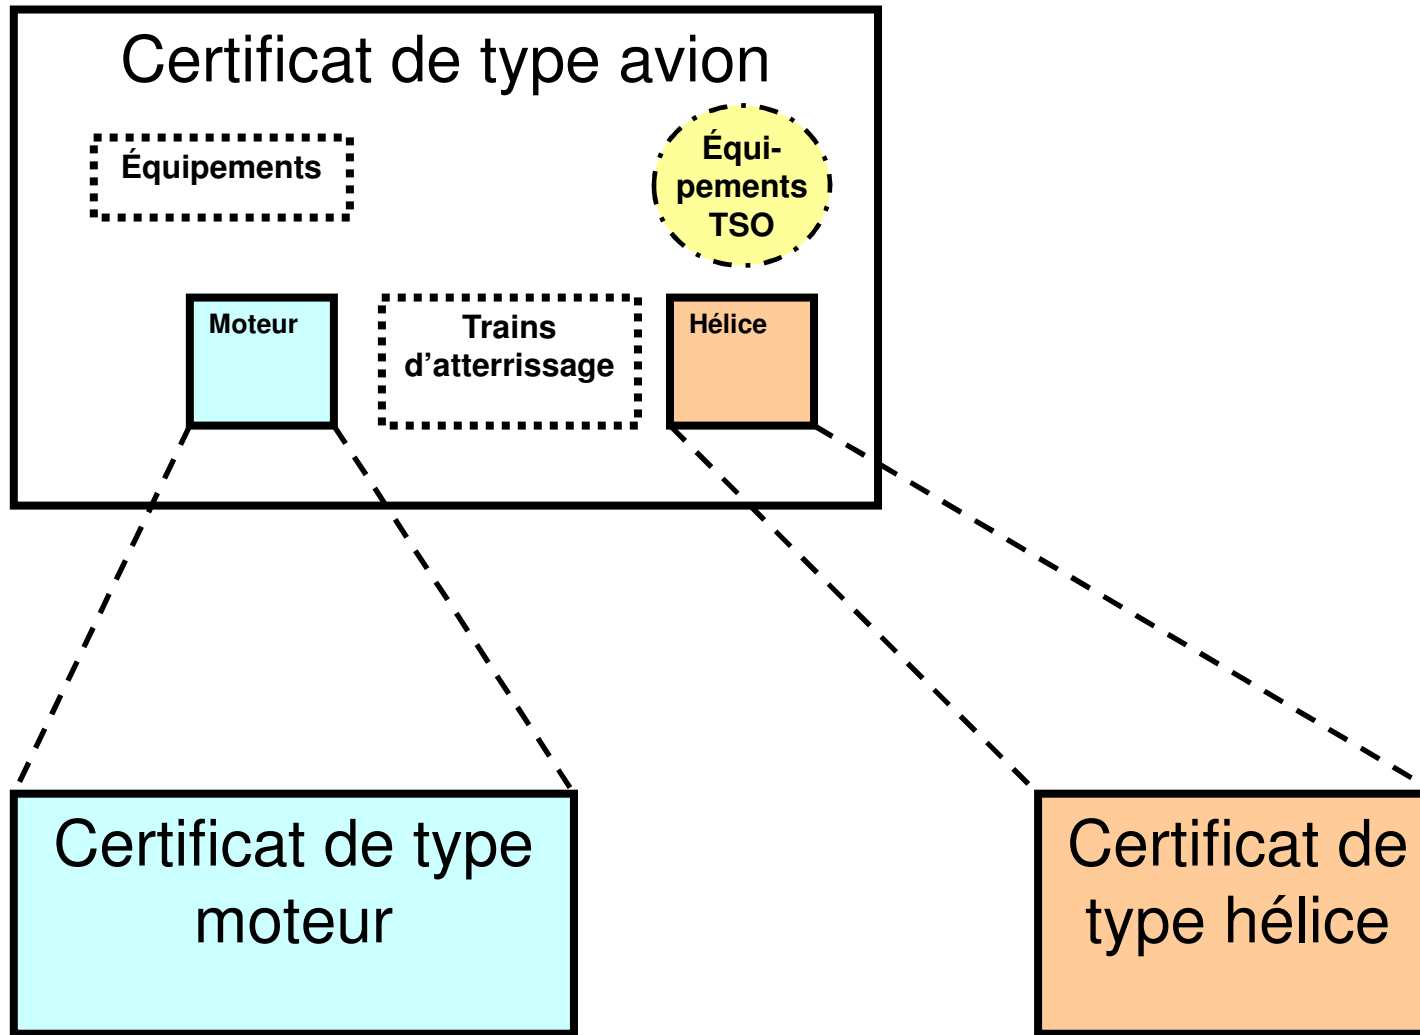 Certificat de type avion
Équipements
Équi-
pements
TSO
Moteur
Trains
d’atterrissage
Hélice
Certificat de type
moteur
Certificat de
type hélice